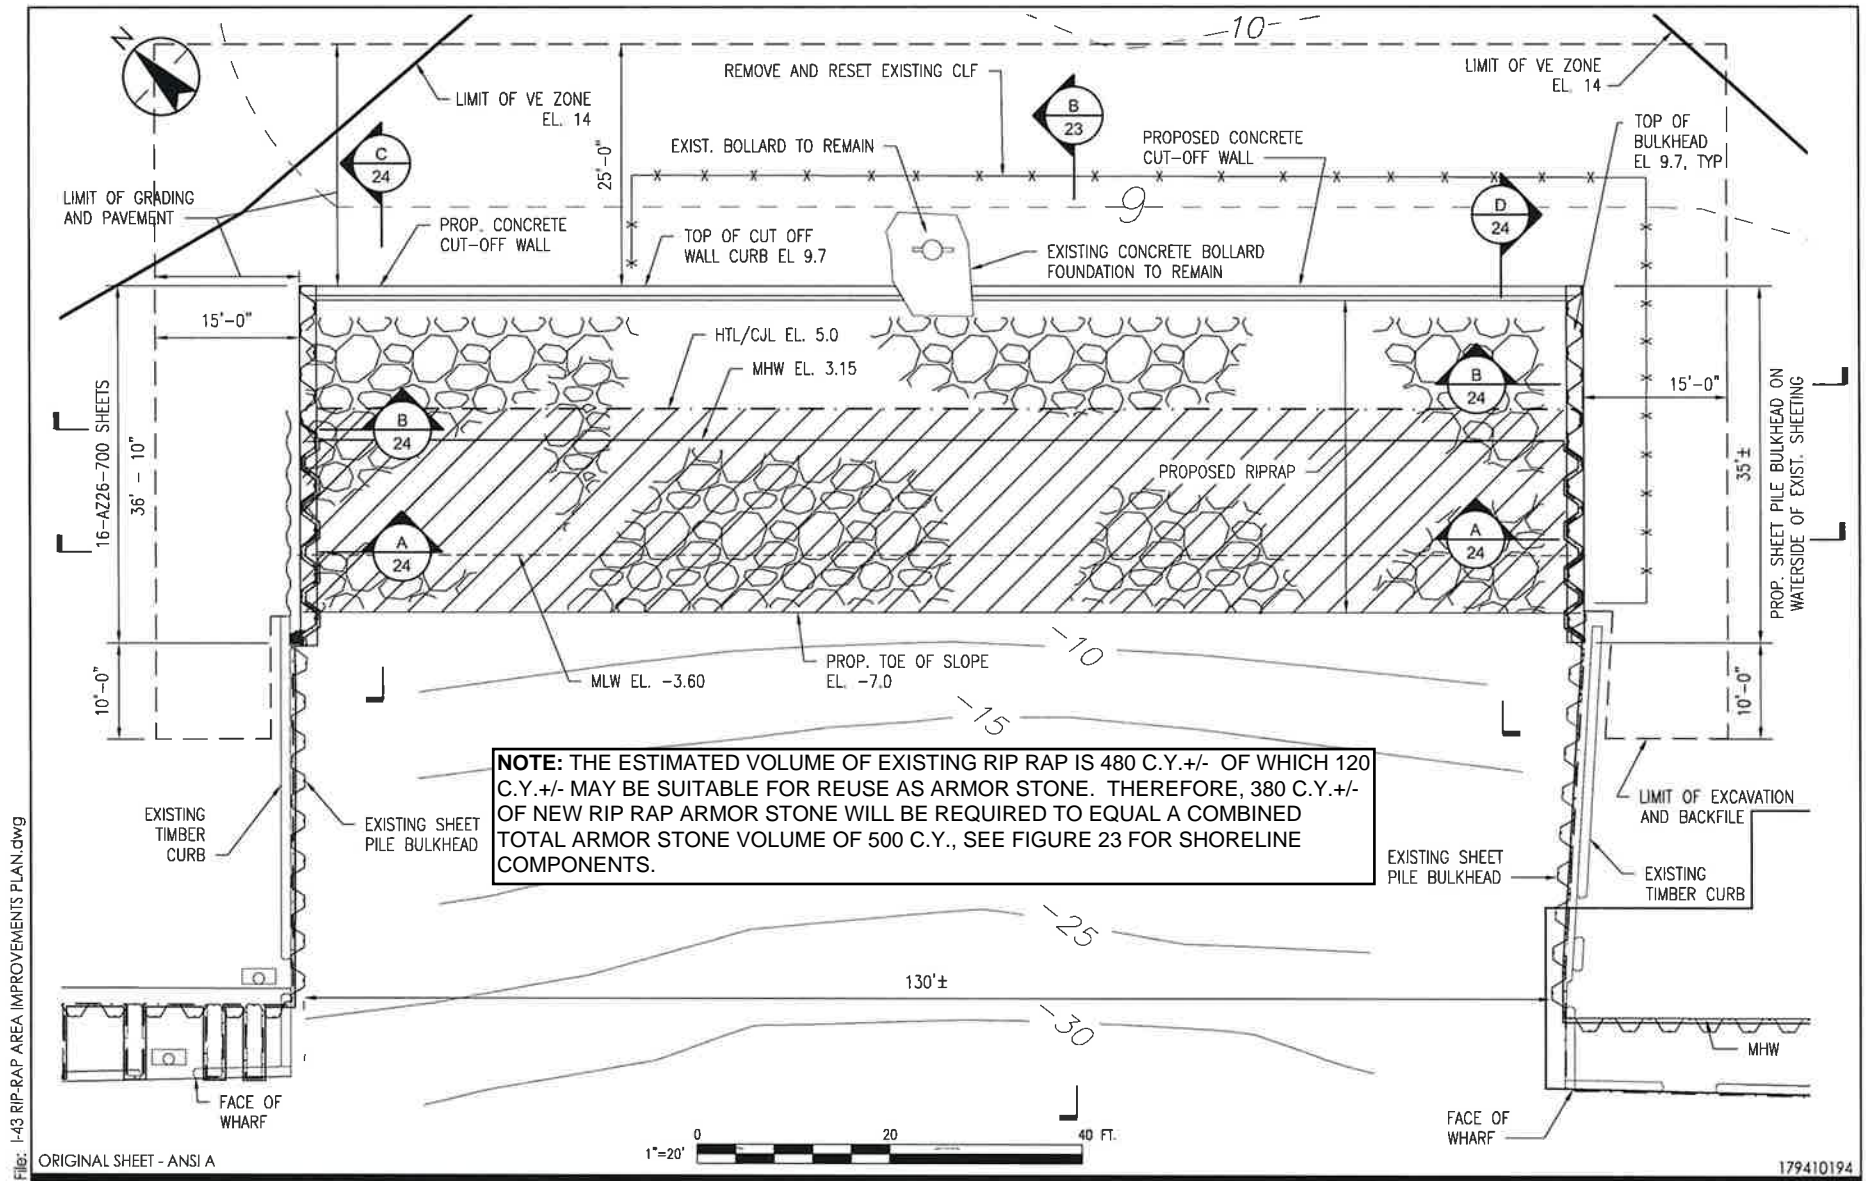 N
10
LIMIT OF VE ZONE
EL. 14
REMOVE AND RESET EXISTING CLF
LIMIT OF VE ZONE
EL. 14
B
23
TOP OF
BULKHEAD
EL 9.7, TYP
EXIST. BOLLARD TO REMAIN
PROPOSED CONCRETE
CUT-OFF WALL
25'-0"
C
24
LIMIT OF GRADING
AND PAVEMENT
PROP. CONCRETE
CUT-OFF WALL
TOP OF CUT OFF
WALL CURB EL 9.7
EXISTING CONCRETE BOLLARD
FOUNDATION TO REMAIN
9
D
24
15'-0"
HTL/CJL EL. 5.0
MHW EL. 3.15
B
24
B
24
15'-0"
16-AZ26-700 SHEETS
36' - 10"
PROPOSED RIPRAP
35'±
PROP. SHEET PILE BULKHEAD ON
WATERSIDE OF EXIST. SHEETING
A
24
A
24
-10
PROP. TOE OF SLOPE
EL. -7.0
MLW EL. -3.60
10'-0"
10'-0"
-15
NOTE: THE ESTIMATED VOLUME OF EXISTING RIP RAP IS 480 C.Y.+/- OF WHICH 120
C.Y.+/- MAY BE SUITABLE FOR REUSE AS ARMOR STONE. THEREFORE, 380 C.Y.+/-
OF NEW RIP RAP ARMOR STONE WILL BE REQUIRED TO EQUAL A COMBINED
TOTAL ARMOR STONE VOLUME OF 500 C.Y., SEE FIGURE 23 FOR SHORELINE
COMPONENTS.
EXISTING
TIMBER
CURB
EXISTING SHEET
PILE BULKHEAD
LIMIT OF EXCAVATION
AND BACKFILE
EXISTING SHEET
PILE BULKHEAD
EXISTING
TIMBER CURB
-25
130'±
-30
MHW
FACE OF
WHARF
FACE OF
WHARF
0
20
40 FT.
1"=20'
File: I-43 RIP-RAP AREA IMPROVEMENTS PLAN.dwg
ORIGINAL SHEET - ANSI A
179410194